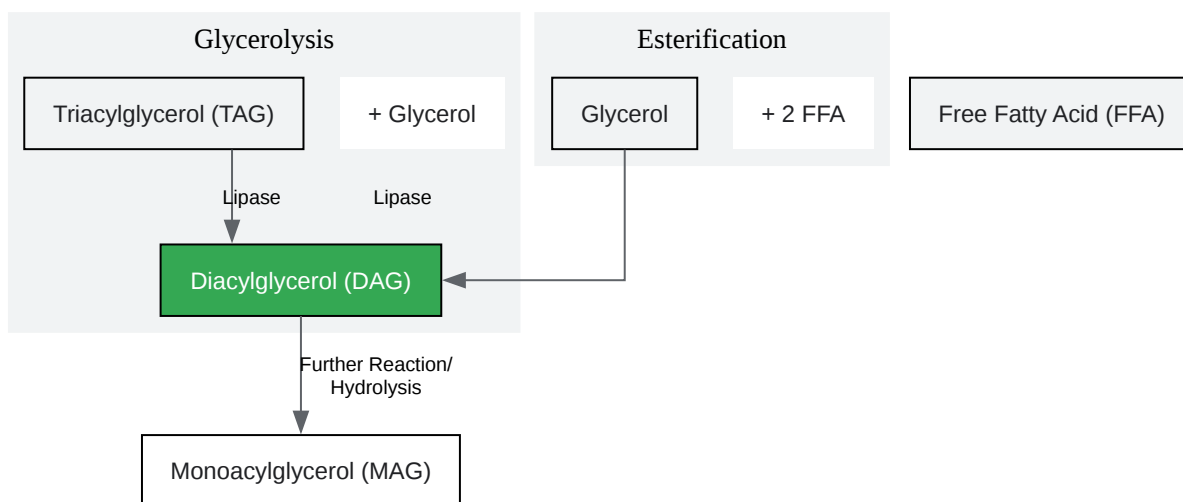 Glycerolysis
Esterification
Triacylglycerol (TAG)
+ Glycerol
Glycerol
+ 2 FFA
Free Fatty Acid (FFA)
Lipase
Lipase
Diacylglycerol (DAG)
Further Reaction/
Hydrolysis
Monoacylglycerol (MAG)